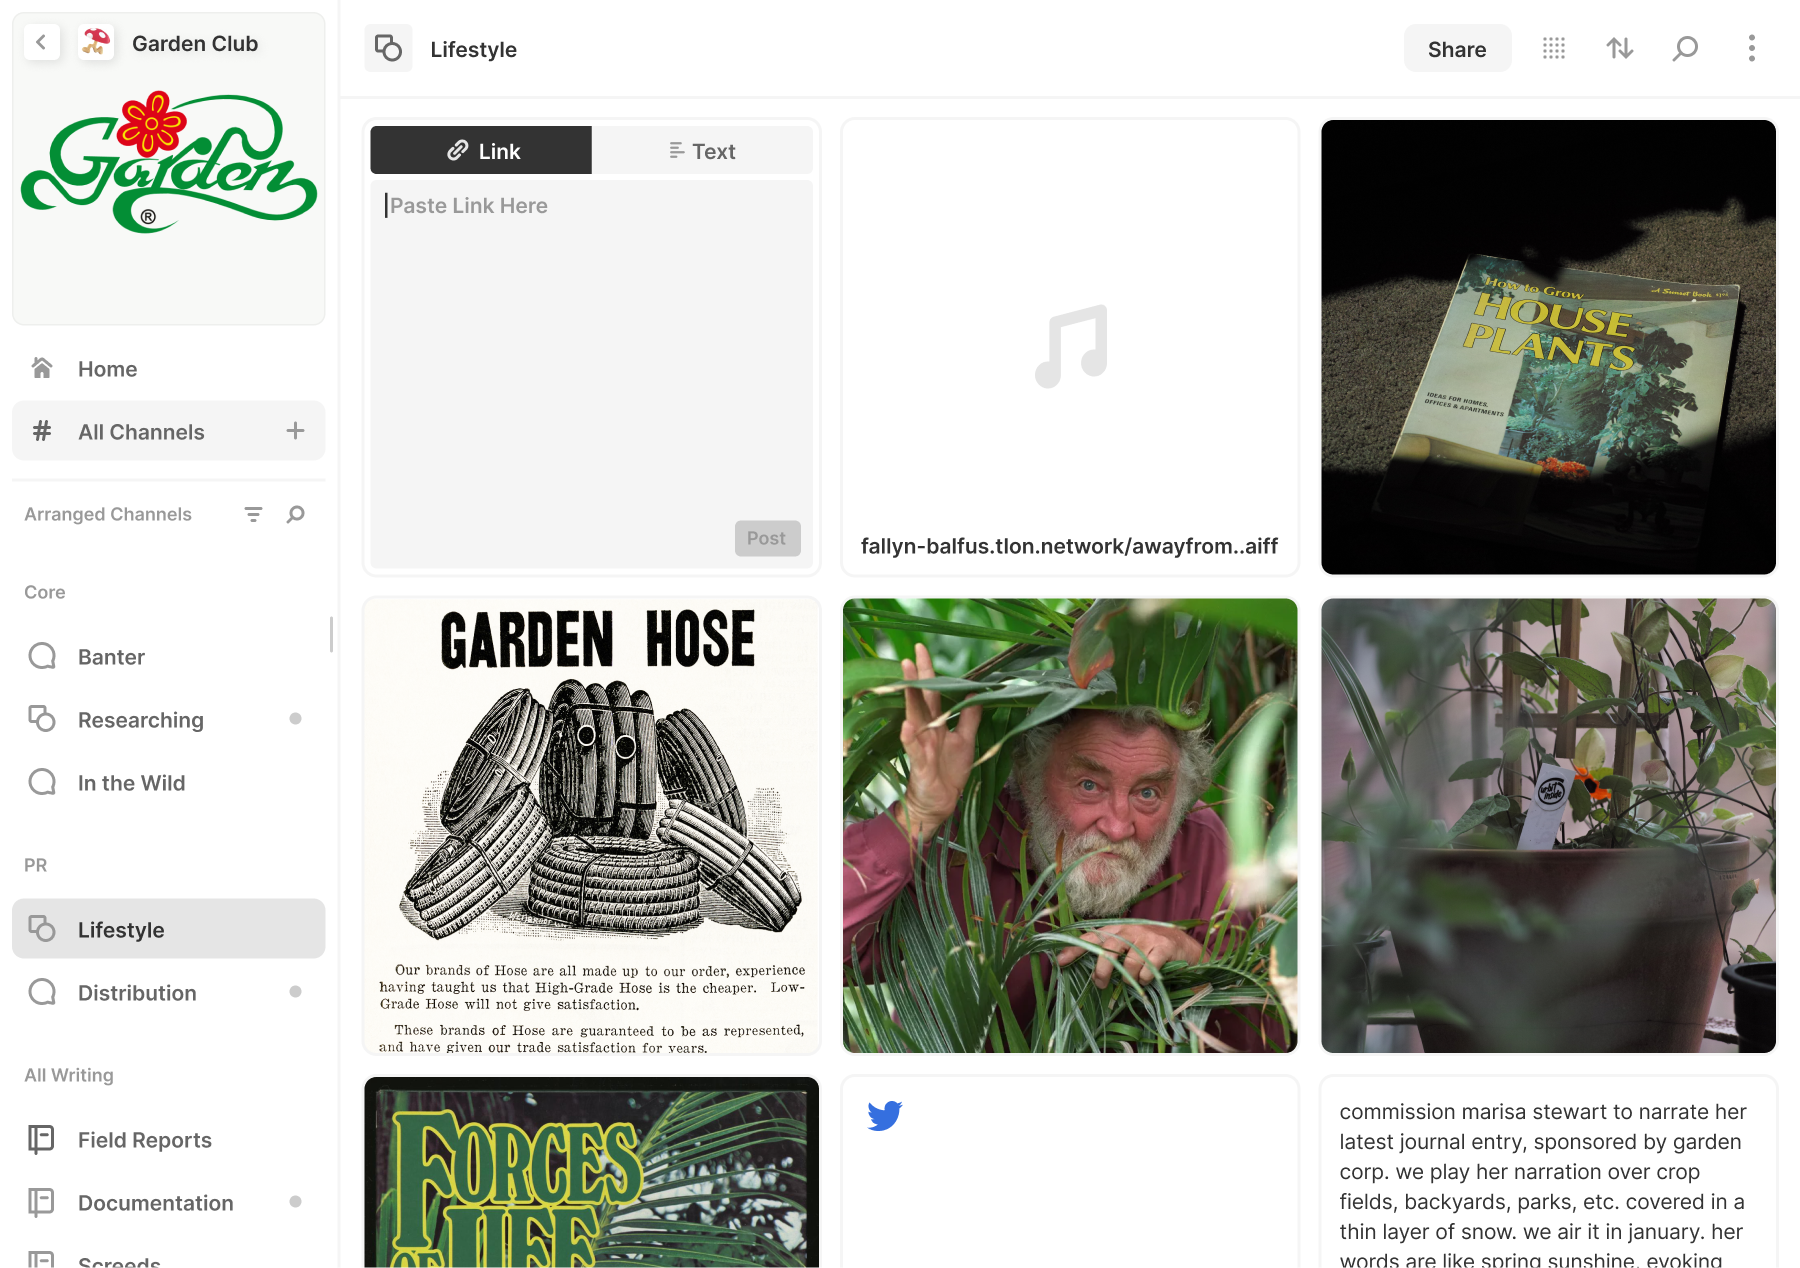 Garden Club
Garden
®
Home
All Channels
Arranged Channels
Core
Banter
Researching
In the Wild
PR
Lifestyle
Distribution
All Writing
Field Reports
Documentation
Screeds
Lifestyle
Share
Link
Text
Paste Link Here
Post
fallyn-balfus.tlon.network/awayfrom..aiff
How to Grow
A Sunset Book
HOUSE
PLANTS
IDEAS FOR HOMES,
OFFICES & APARTMENTS
GARDEN HOSE
Our brands of Hose are all made up to our order, experience
having taught us that High-Grade Hose is the cheaper. Low-
Grade Hose will not give satisfaction.
These brands of Hose are guaranteed to be as represented,
and have given our trade satisfaction for years.
urbit
inside
FORCES
OF LIFE
commission marisa stewart to narrate her
latest journal entry, sponsored by garden
corp. we play her narration over crop
fields, backyards, parks, etc. covered in a
thin layer of snow. we air it in january. her
words are like spring sunshine, evoking